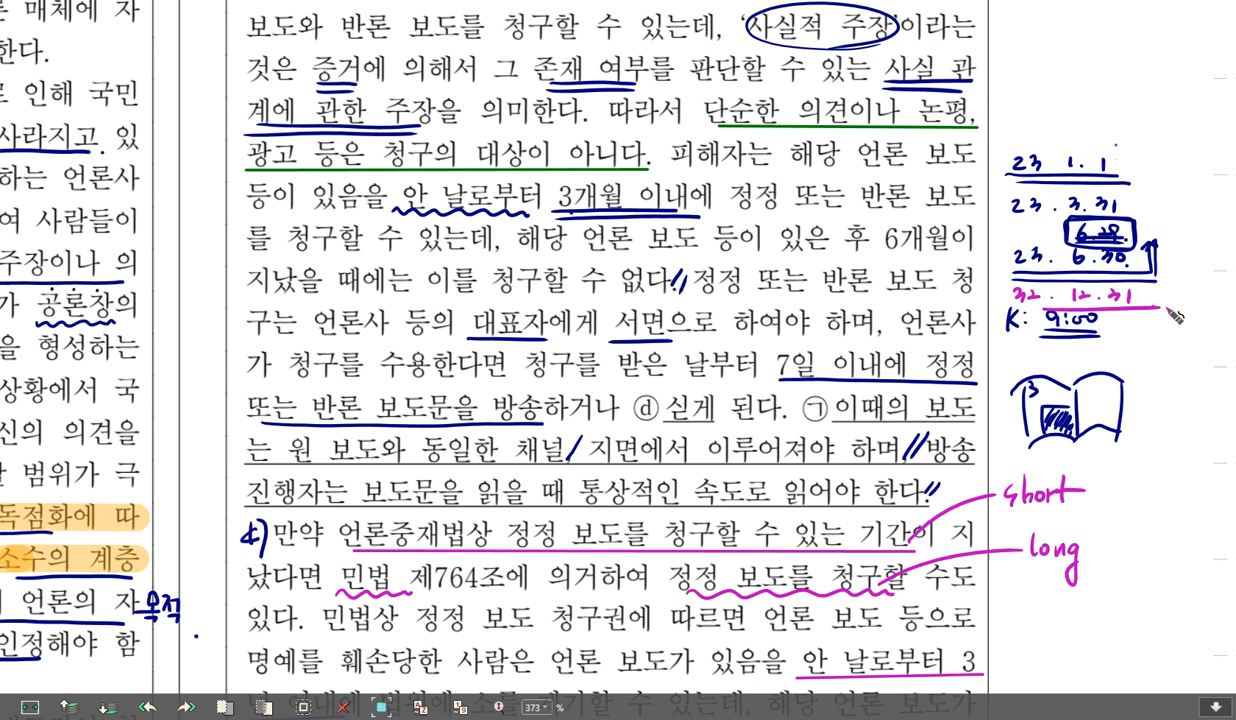 매체에 자
한다.
인해 국민
사라지고 있
하는 언론사
여 사람들이
주장이나 의
가 공론장의
을 형성하는
상황에서 국
신의 의견을
범위가 극
독점화에 따
소수의 계층
언론의 자
목적
인정해야 함
보도와 반론 보도를 청구할 수 있는데, ‘사실적 주장’이라는
것은 증거에 의해서 그 존재 여부를 판단할 수 있는 사실 관
계에 관한 주장을 의미한다. 따라서 단순한 의견이나 논평,
광고 등은 청구의 대상이 아니다. 피해자는 해당 언론 보도
등이 있음을 안 날로부터 3개월 이내에 정정 또는 반론 보도
를 청구할 수 있는데, 해당 언론 보도 등이 있은 후 6개월이
지났을 때에는 이를 청구할 수 없다. 정정 또는 반론 보도 청
구는 언론사 등의 대표자에게 서면으로 하여야 하며, 언론사
가 청구를 수용한다면 청구를 받은 날부터 7일 이내에 정정
또는 반론 보도문을 방송하거나 ⓓ싣게 된다. ㉠이때의 보도
는 원 보도와 동일한 채널/지면에서 이루어져야 하며, 방송
진행자는 보도문을 읽을 때 통상적인 속도로 읽어야 한다.
만약 언론중재법상 정정 보도를 청구할 수 있는 기간이 지
났다면 민법 제764조에 의거하여 정정 보도를 청구할 수도
있다. 민법상 정정 보도 청구권에 따르면 언론 보도 등으로
명예를 훼손당한 사람은 언론 보도가 있음을 안 날로부터 3
23 1. 1
23. 3. 31
6.28.
23. 6. 30.
32. 12. 31
K: 9:00
3
short
long
373 %